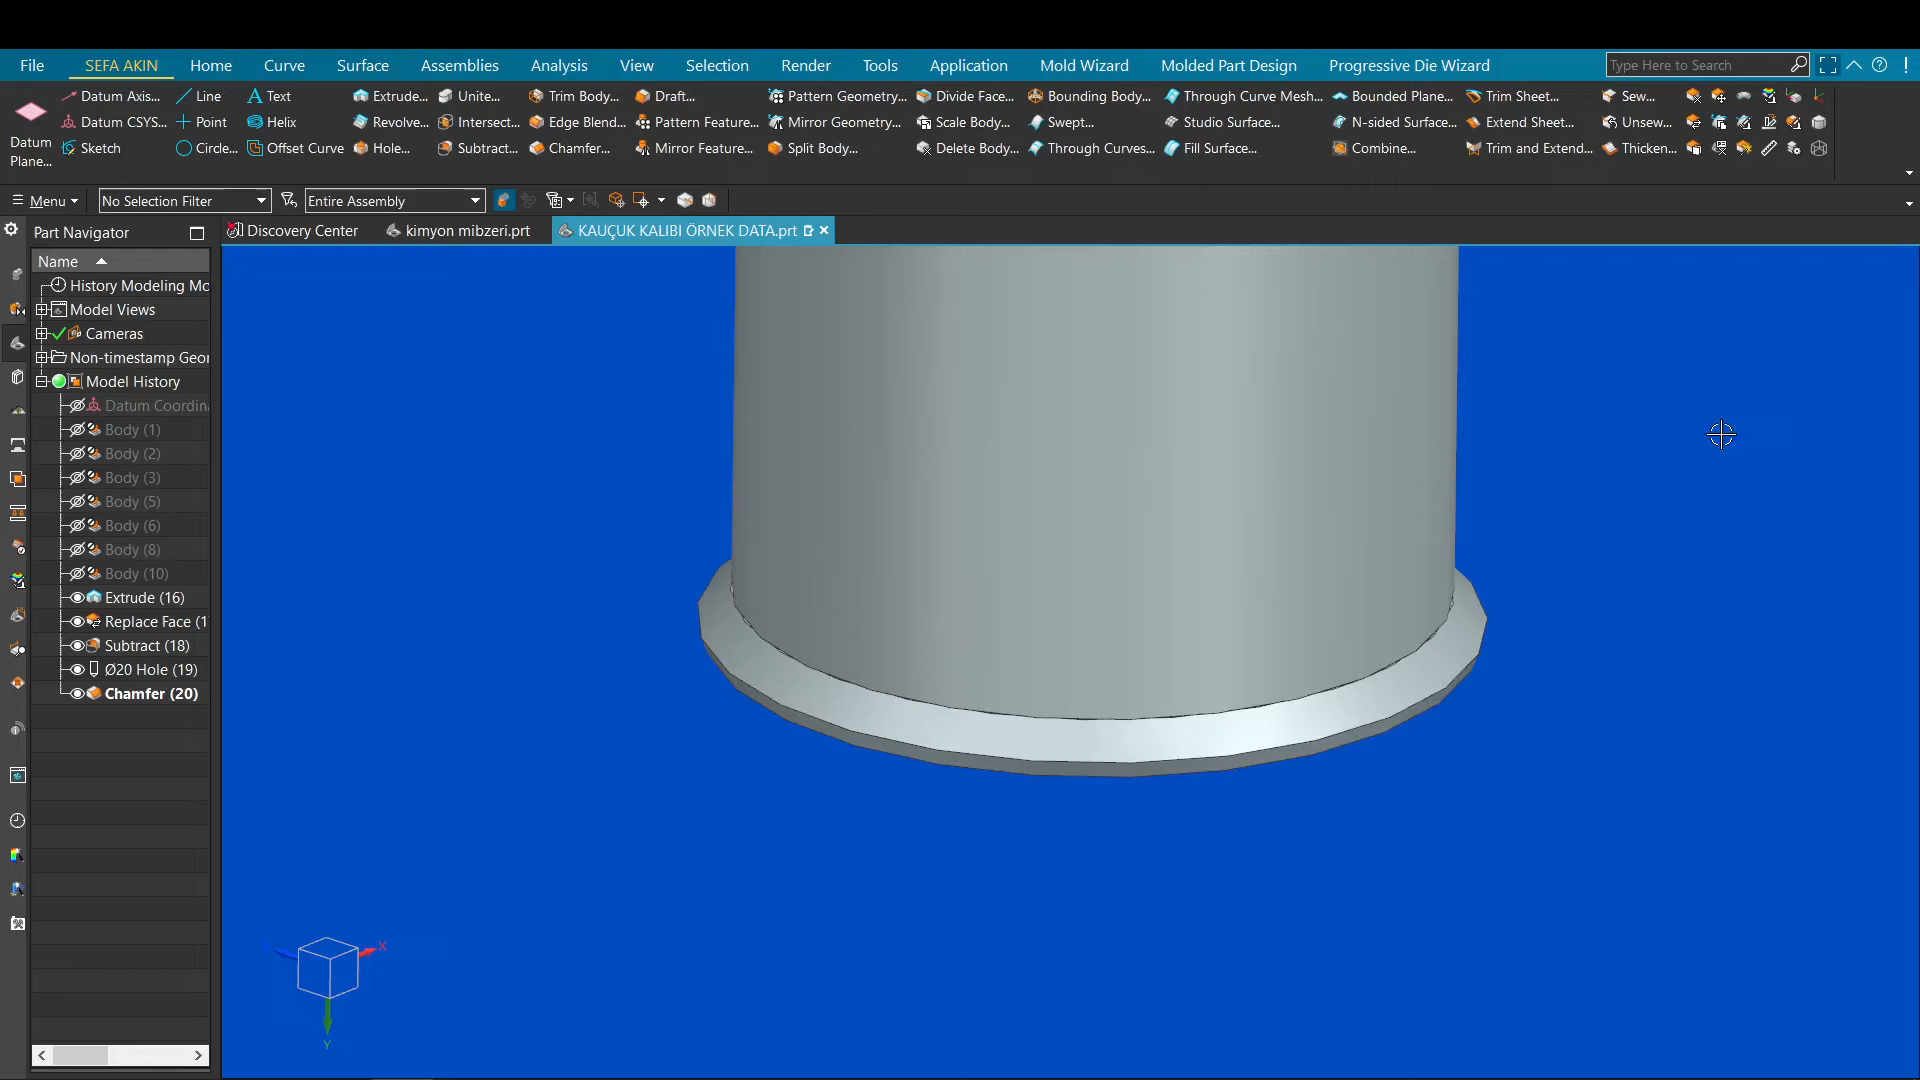 File SEFA AKIN Home Curve Surface Assemblies Analysis View Selection Render Tools Application Mold Wizard Molded Part Design Progressive Die Wizard Type Here to Search
Datum Axis... Line Text Extrude... Unite... Trim Body... Draft... Pattern Geometry... Divide Face... Bounding Body... Through Curve Mesh... Bounded Plane... Trim Sheet... Sew...
Datum CSYS... Point Helix Revolve... Intersect... Edge Blend... Pattern Feature... Mirror Geometry... Scale Body... Swept... Studio Surface... N-sided Surface... Extend Sheet... Unsew...
Datum Plane... Sketch Circle... Offset Curve Hole... Subtract... Chamfer... Mirror Feature... Split Body... Delete Body... Through Curves... Fill Surface... Combine... Trim and Extend... Thicken...
Menu No Selection Filter Entire Assembly
Part Navigator Discovery Center kimyon mibzeri.prt KAUÇUK KALIBI ÖRNEK DATA.prt
Name
History Modeling Mo
Model Views
Cameras
Non-timestamp Geor
Model History
Datum Coordina
Body (1)
Body (2)
Body (3)
Body (5)
Body (6)
Body (8)
Body (10)
Extrude (16)
Replace Face (1
Subtract (18)
Ø20 Hole (19)
Chamfer (20)
X
Y